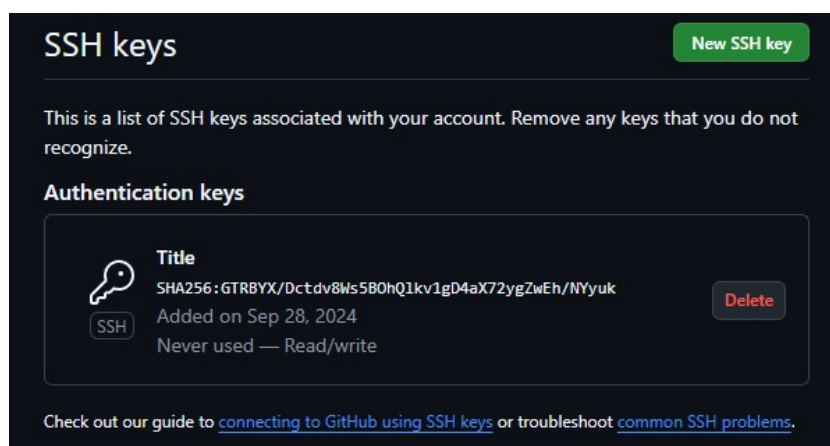 SSH keys
New SSH key
This is a list of SSH keys associated with your account. Remove any keys that you do not
recognize.
Authentication keys
Title
SHA256:GTRBYX/Dctdv8Ws5BOhQlkv1gD4aX72ygZwEh/NYyuk
SSH
Added on Sep 28, 2024
Never used — Read/write
Delete
Check out our guide to connecting to GitHub using SSH keys or troubleshoot common SSH problems.